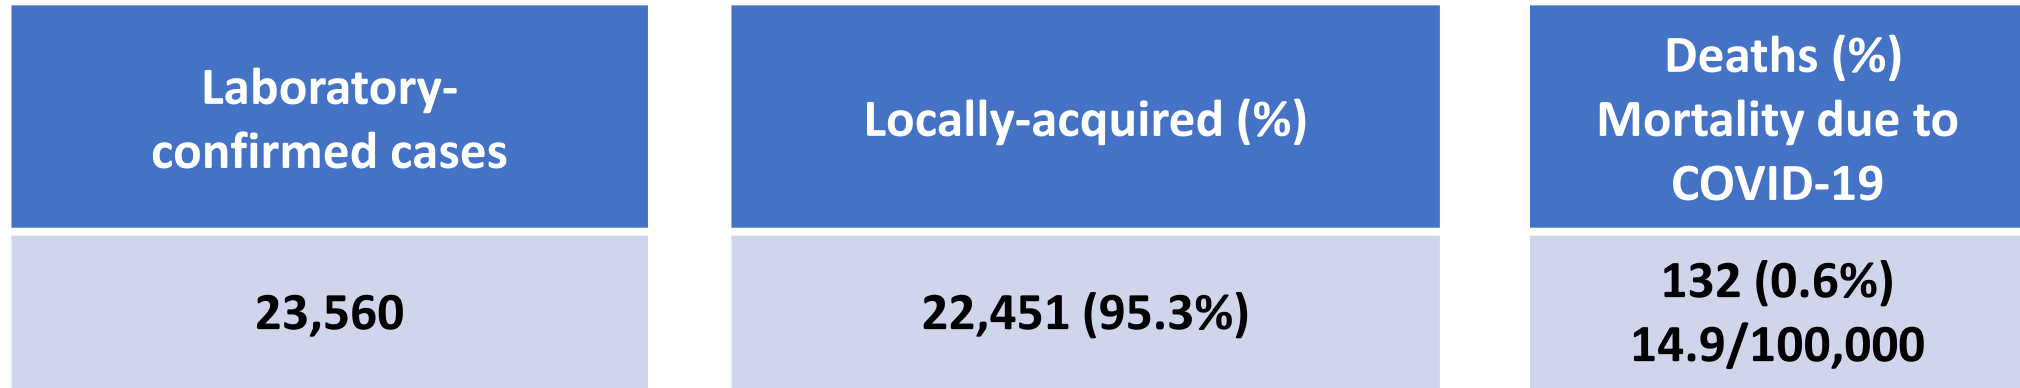 Laboratory-
confirmed cases
23,560
Locally-acquired (%)
22,451 (95.3%)
Deaths (%)
Mortality due to
COVID-19
132 (0.6%)
14.9/100,000